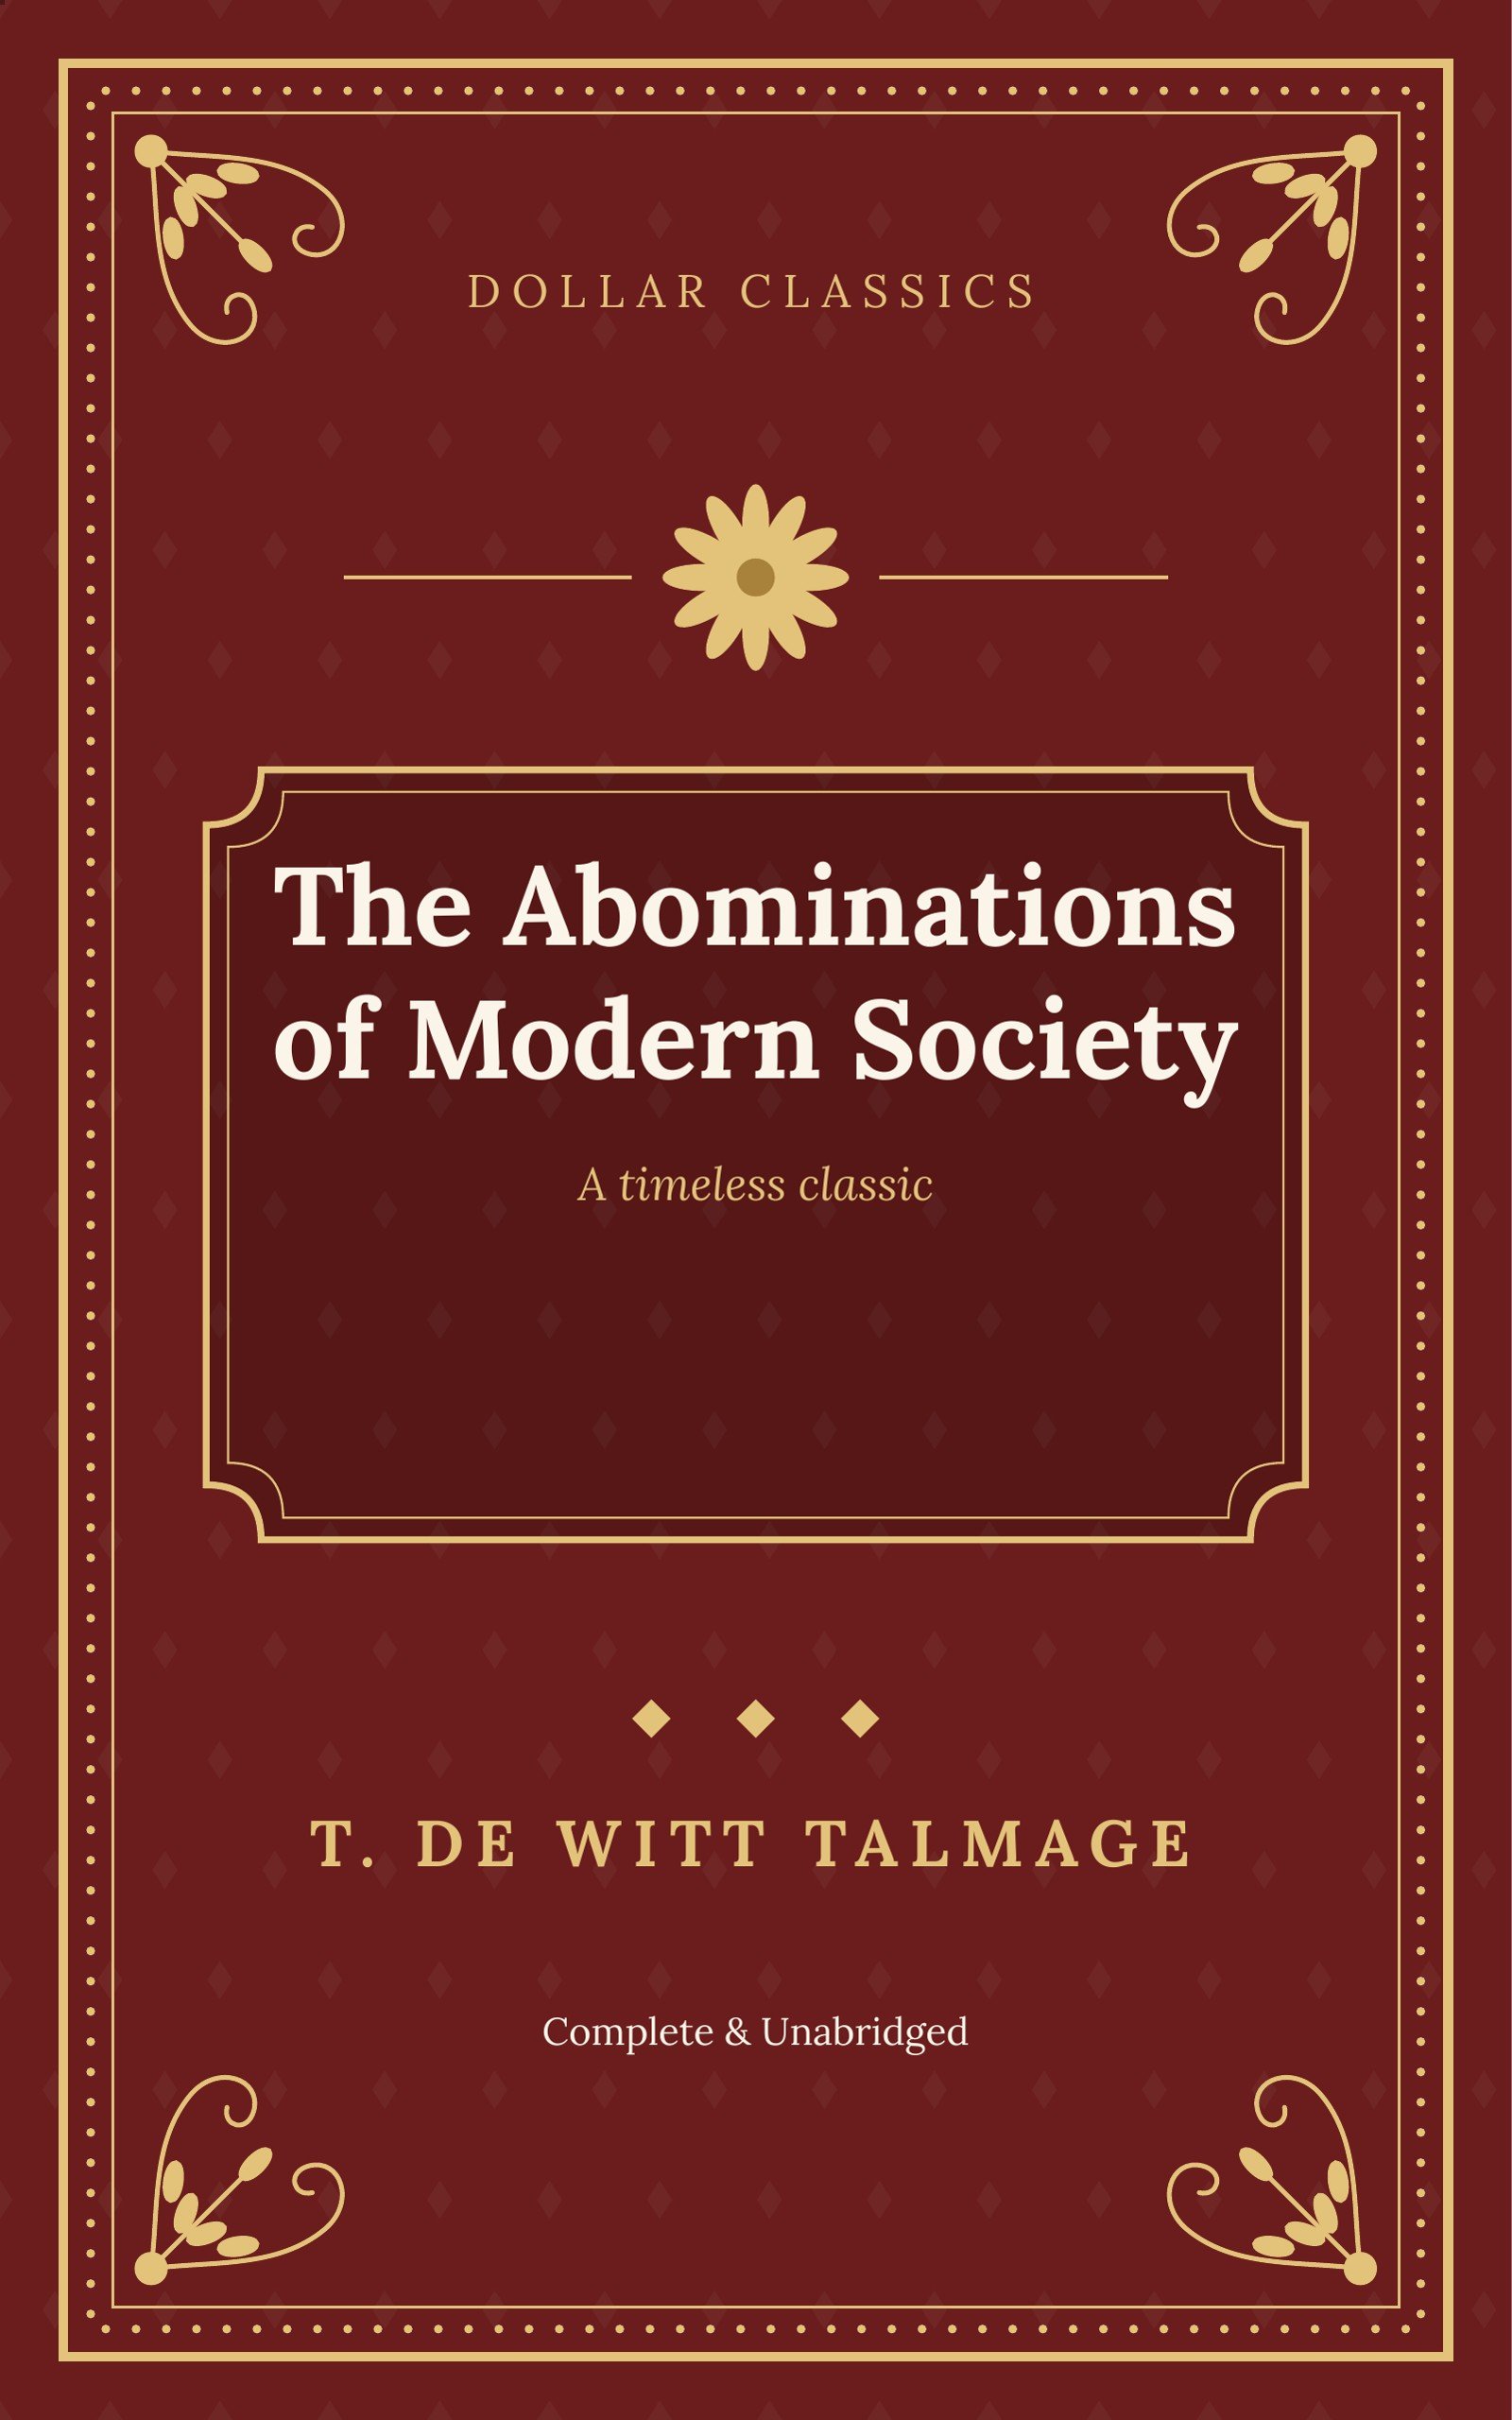 DOLLAR CLASSICS
The Abominations
of Modern Society
A timeless classic
T. DE WITT TALMAGE
Complete & Unabridged